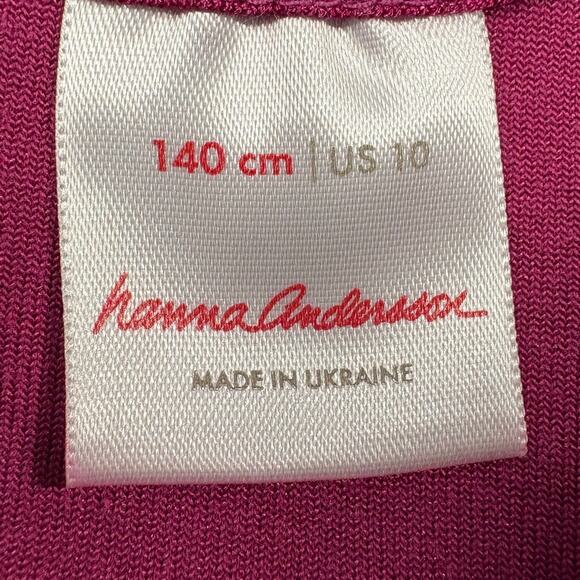 140 cm | US 10
hanna Andersson
MADE IN UKRAINE